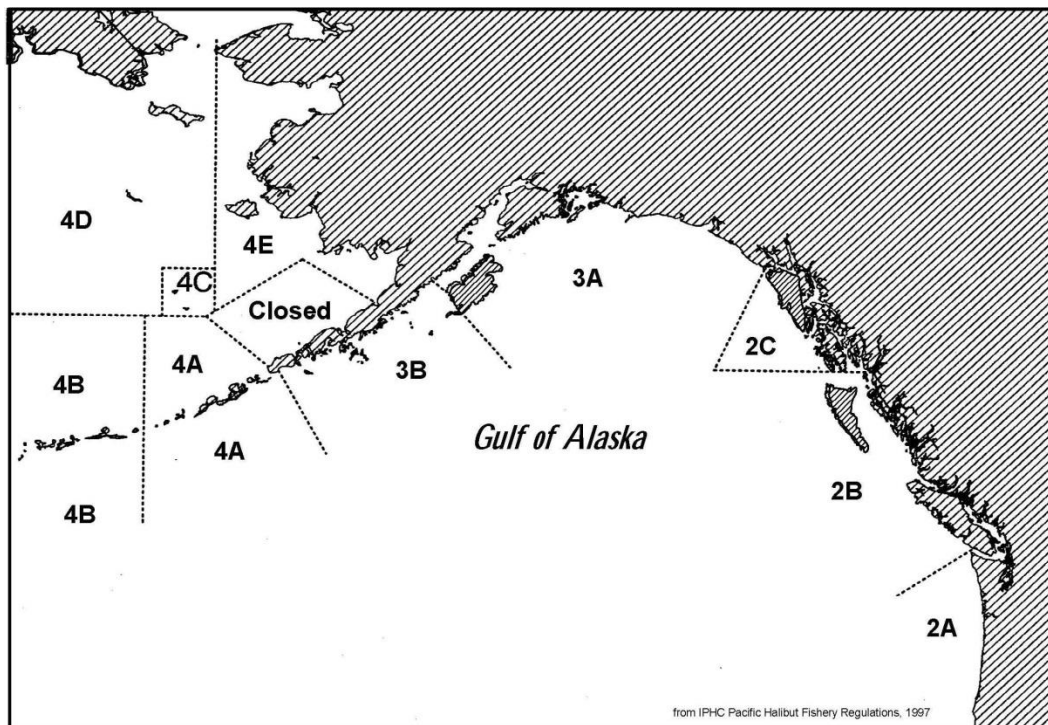 4D
4E
4C
3A
Closed
2C
4A
3B
4B
Gulf of Alaska
4A
2B
4B
2A
from IPHC Pacific Halibut Fishery Regulations, 1997